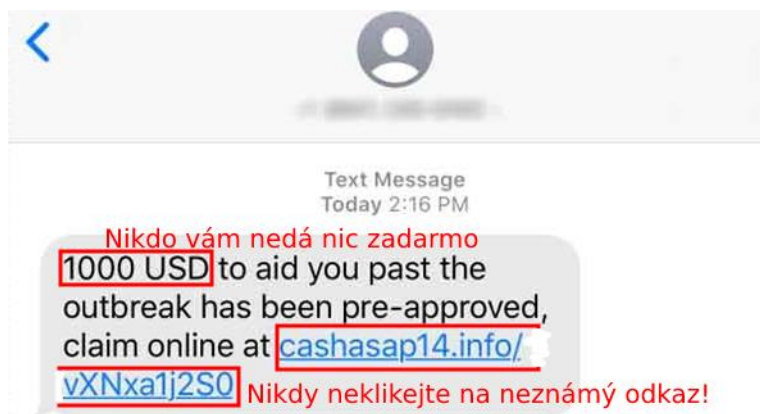 Text Message
Today 2:16 PM
Nikdo vám nedá nic zadarmo
1000 USD to aid you past the
outbreak has been pre-approved,
claim online at cashasap14.info/
vXNxa1j2S0
Nikdy neklikejte na neznámý odkaz!